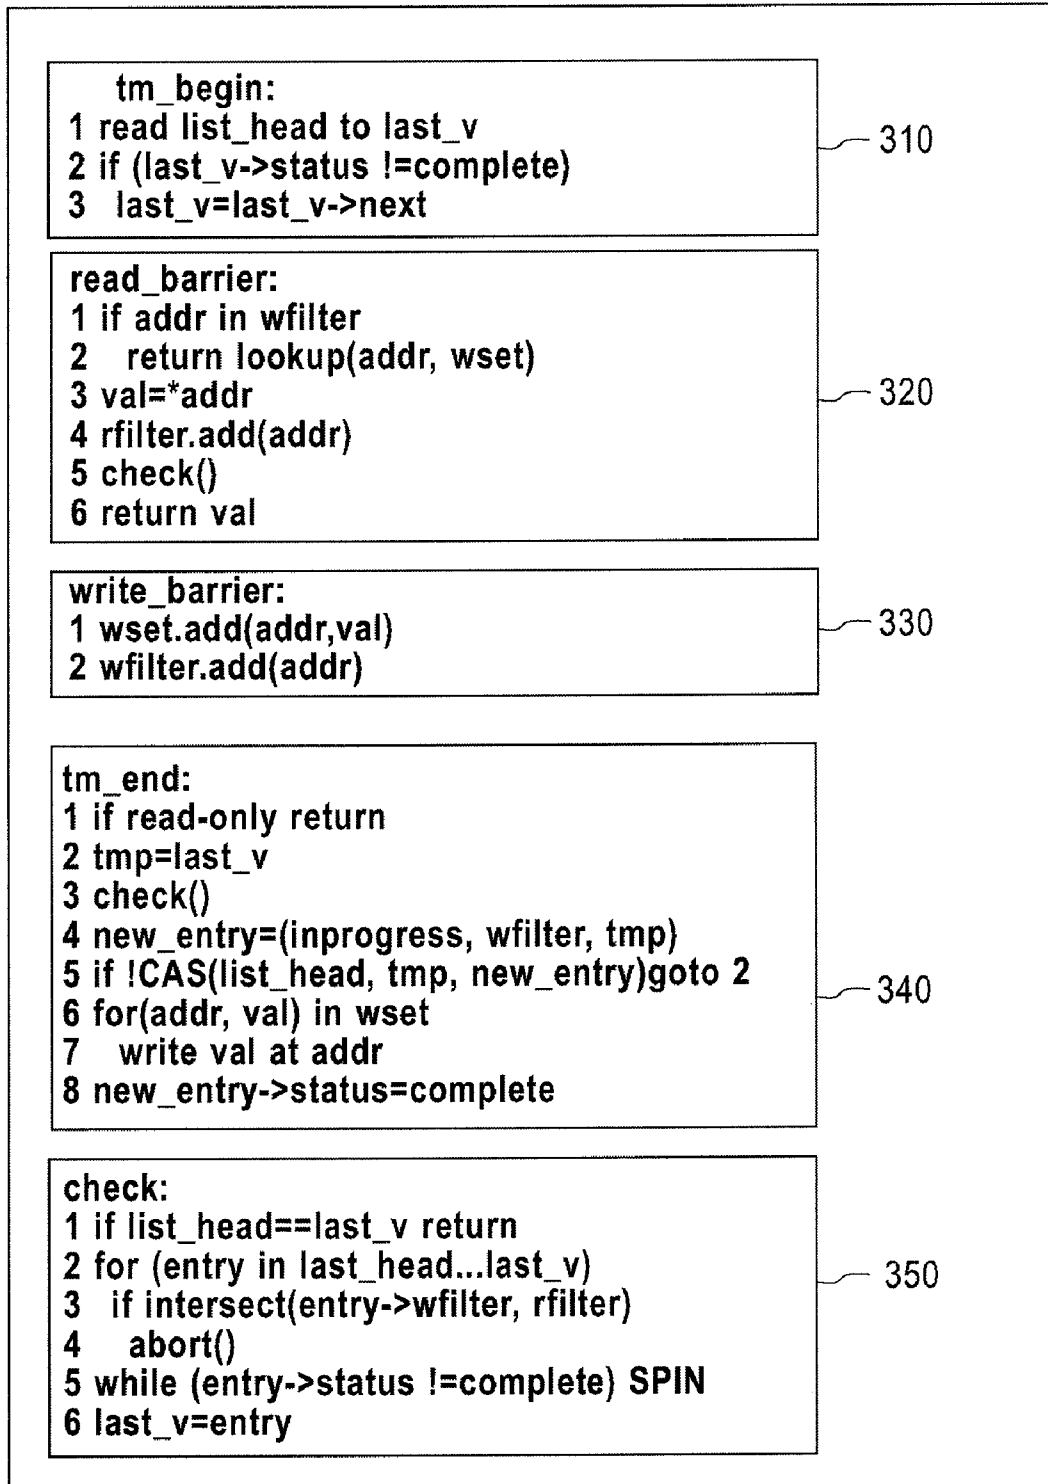 tm_begin:
1 read list_head to last_v
2 if (last_v->status !=complete)
3 last_v=last_v->next
310
read_barrier:
1 if addr in wfilter
2 return lookup(addr, wset)
3 val=*addr
4 rfilter.add(addr)
5 check()
6 return val
320
write_barrier:
1 wset.add(addr,val)
2 wfilter.add(addr)
330
tm_end:
1 if read-only return
2 tmp=last_v
3 check()
4 new_entry=(inprogress, wfilter, tmp)
5 if !CAS(list_head, tmp, new_entry)goto 2
6 for(addr, val) in wset
7 write val at addr
8 new_entry->status=complete
340
check:
1 if list_head==last_v return
2 for (entry in last_head...last_v)
3 if intersect(entry->wfilter, rfilter)
4 abort()
5 while (entry->status !=complete) SPIN
6 last_v=entry
350